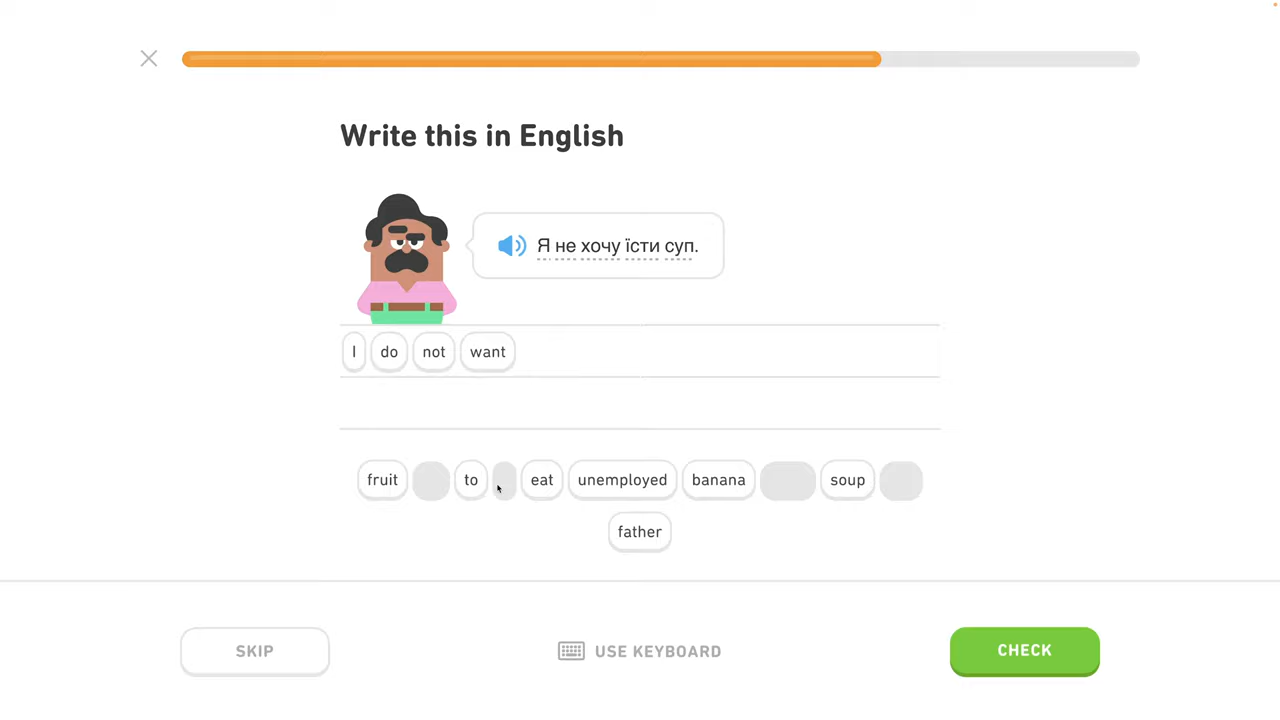 Write this in English
Я не хочу їсти суп.
I do not want
fruit to eat unemployed banana soup
father
SKIP USE KEYBOARD CHECK